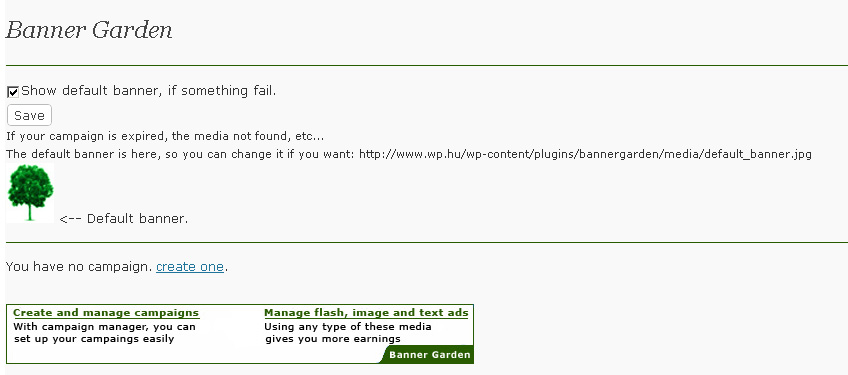 Banner Garden
Show default banner, if something fail.
Save
If your campaign is expired, the media not found, etc...
The default banner is here, so you can change it if you want: http://www.wp.hu/wp-content/plugins/bannergarden/media/default_banner.jpg
<-- Default banner.
You have no campaign. create one.
Create and manage campaigns
With campaign manager, you can
set up your campaings easily
Manage flash, image and text ads
Using any type of these media
gives you more earnings
Banner Garden